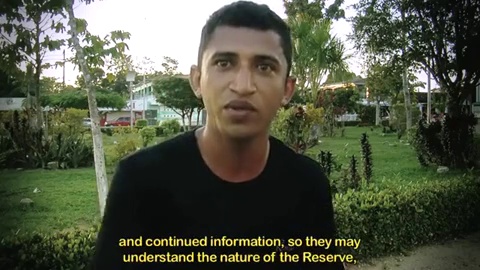 and continued information, so they may
understand the nature of the Reserve,